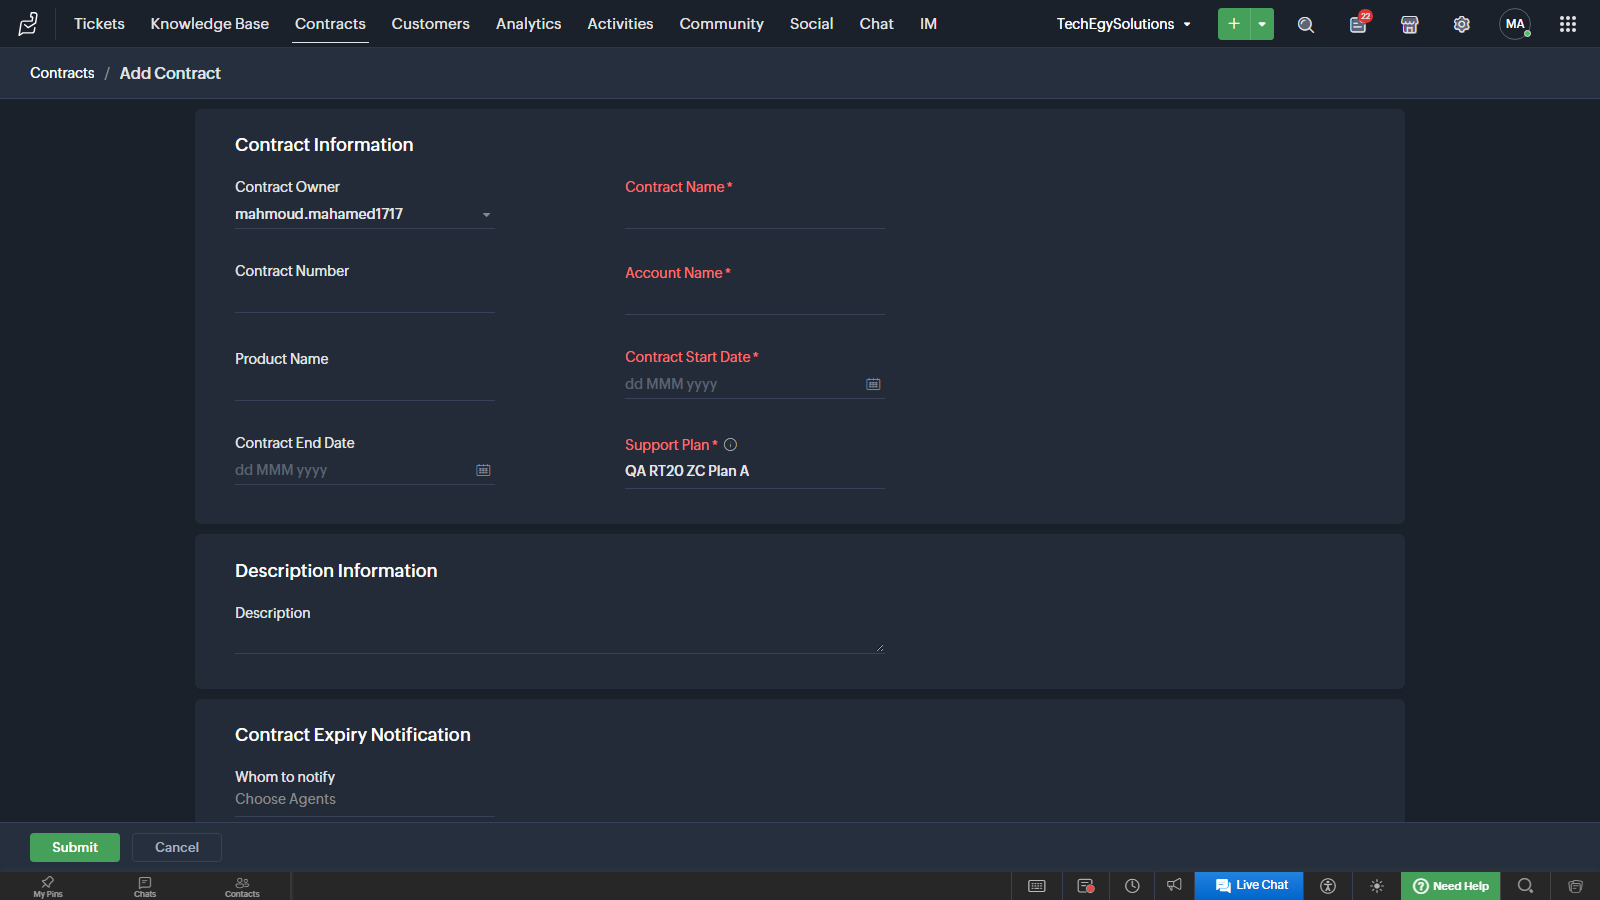 Tickets Knowledge Base Contracts Customers Analytics Activities Community Social Chat IM TechEgySolutions 22 MA
Contracts / Add Contract
Contract Information
Contract Owner
mahmoud.mahamed1717
Contract Name *
Contract Number
Account Name *
Product Name
Contract Start Date *
dd MMM yyyy
Contract End Date
dd MMM yyyy
Support Plan *
QA RT20 ZC Plan A
Description Information
Description
Contract Expiry Notification
Whom to notify
Choose Agents
Submit Cancel
My Pins Chats Contacts Live Chat Need Help